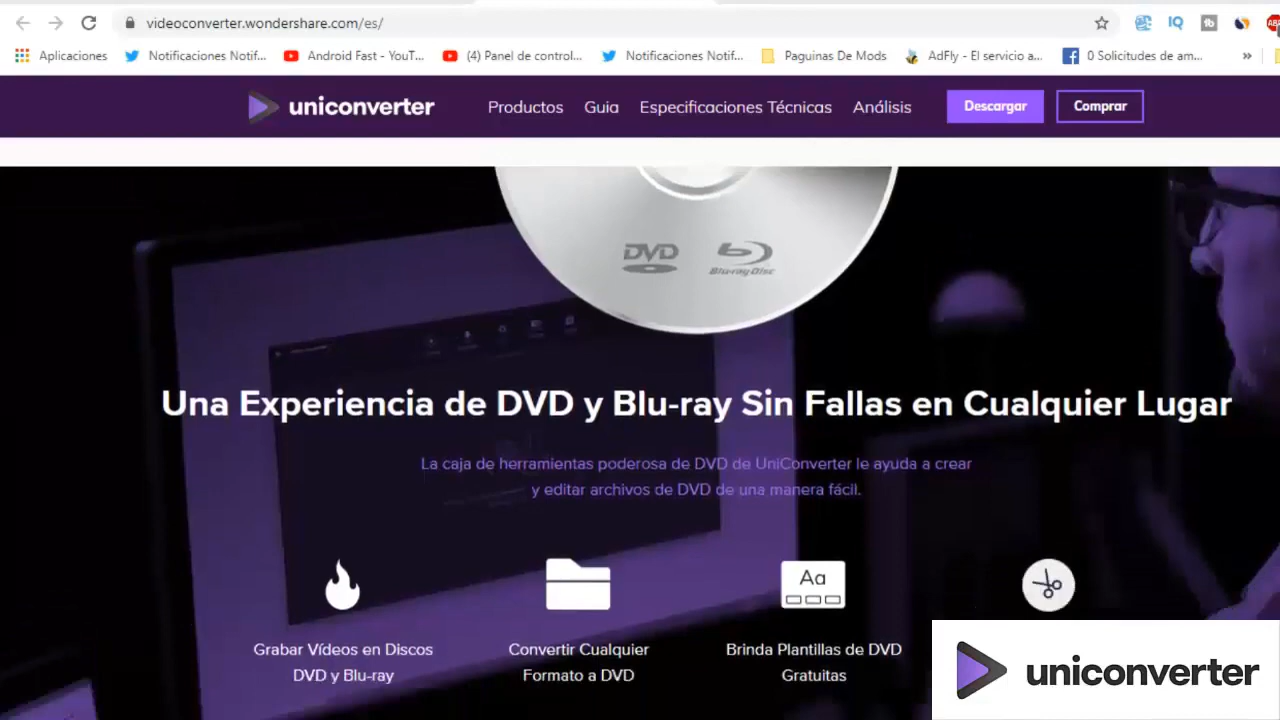 videoconverter.wondershare.com/es/
IQ
Aplicaciones
Notificaciones Notif...
Android Fast - YouT...
(4) Panel de control...
Notificaciones Notif...
Paguinas De Mods
AdFly - El servicio a...
0 Solicitudes de am...
»
uniconverter
Productos
Guia
Especificaciones Técnicas
Análisis
Descargar
Comprar
DVD
Blu-ray Disc
Una Experiencia de DVD y Blu-ray Sin Fallas en Cualquier Lugar
La caja de herramientas poderosa de DVD de UniConverter le ayuda a crear
y editar archivos de DVD de una manera fácil.
Aa
Grabar Vídeos en Discos
DVD y Blu-ray
Convertir Cualquier
Formato a DVD
Brinda Plantillas de DVD
Gratuitas
uniconverter